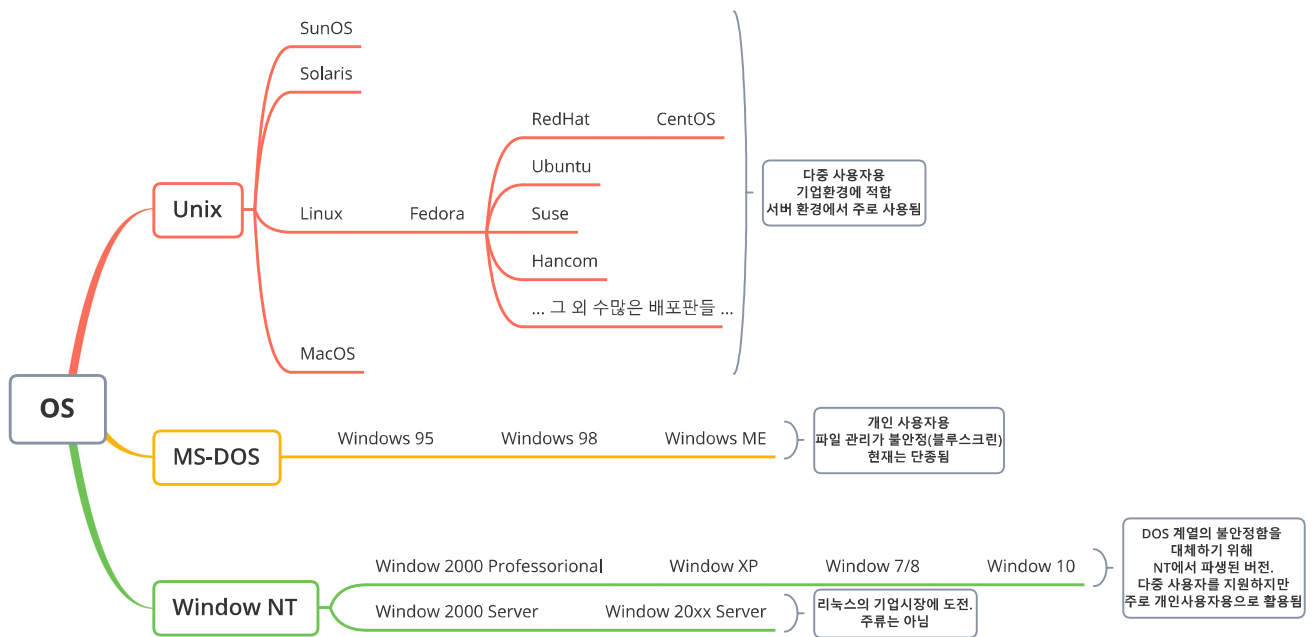 SunOS
Solaris
RedHat CentOS
Ubuntu
Unix
Linux Fedora Suse
Hancom
... 그 외 수많은 배포판들 ...
MacOS
다중 사용자용
기업환경에 적합
서버 환경에서 주로 사용됨
OS
MS-DOS
Windows 95 Windows 98 Windows ME
개인 사용자용
파일 관리가 불안정(블루스크린)
현재는 단종됨
Window NT
Window 2000 Professorional Window XP Window 7/8 Window 10
DOS 계열의 불안정함을
대체하기 위해
NT에서 파생된 버전.
다중 사용자를 지원하지만
주로 개인사용자용으로 활용됨
Window 2000 Server Window 20xx Server
리눅스의 기업시장에 도전.
주류는 아님